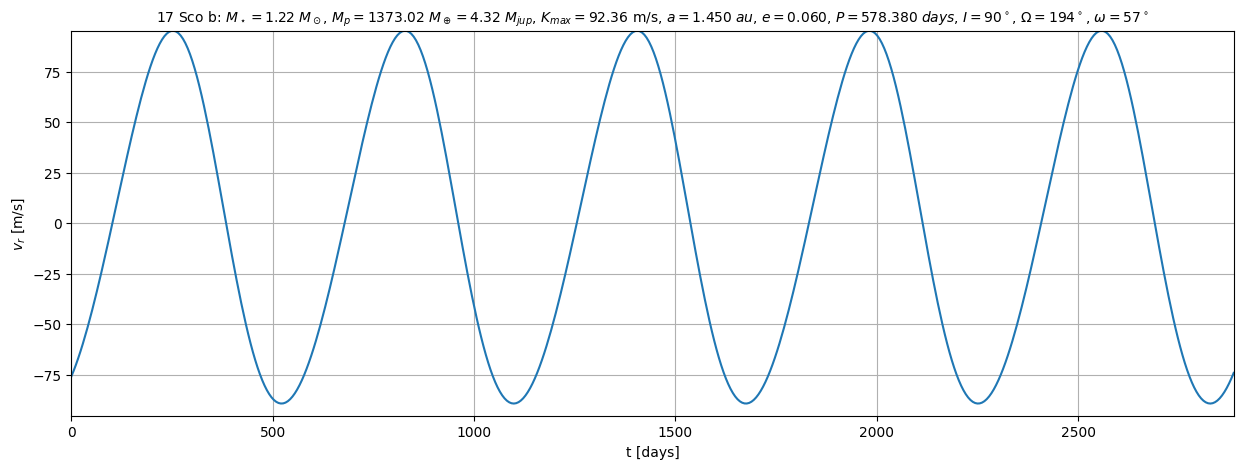 17 Sco b: M⋆ = 1.22 M⊙, Mp = 1373.02 M⊕ = 4.32 Mjup, Kmax = 92.36 m/s, a = 1.450 au, e = 0.060, P = 578.380 days, I = 90°, Ω = 194°, ω = 57°
75
50
25
0
−25
−50
−75
vr [m/s]
0 500 1000 1500 2000 2500
t [days]